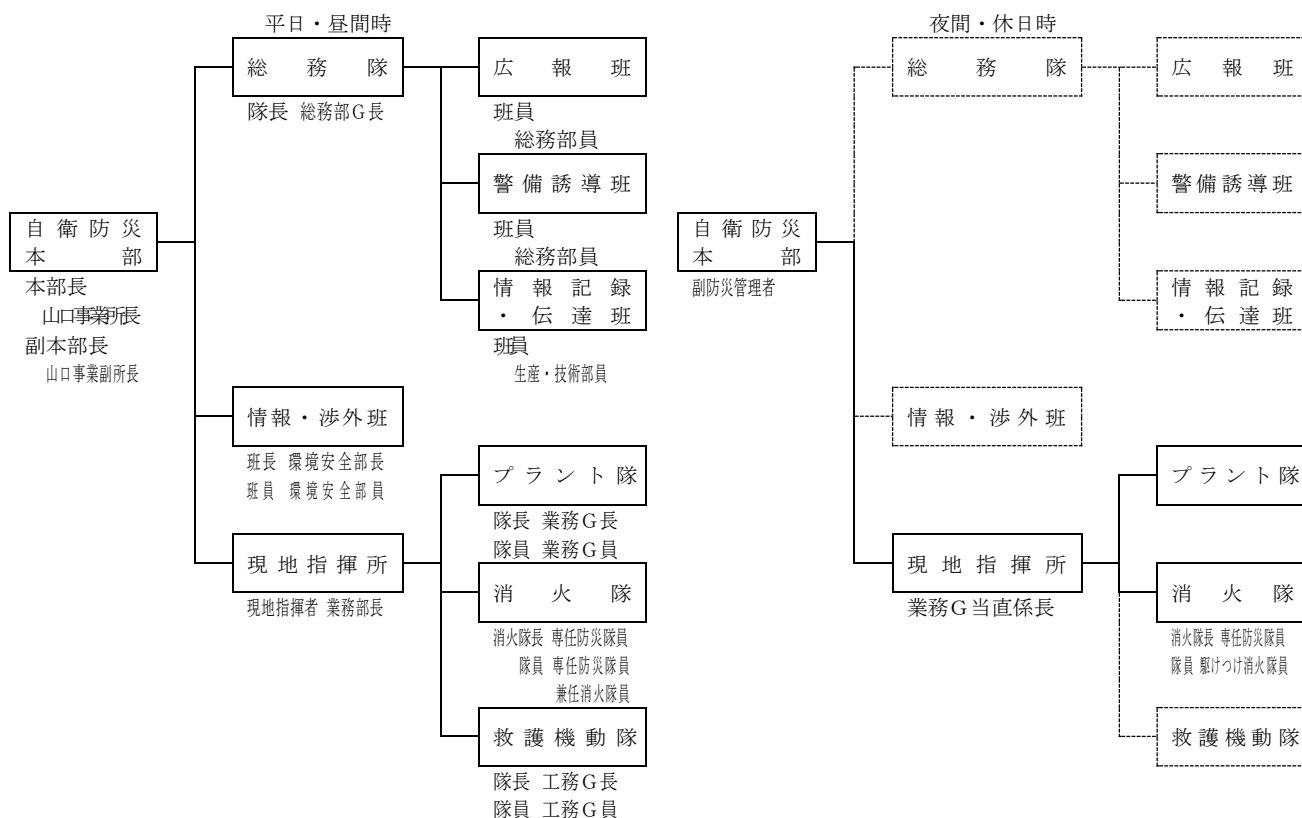 平日・昼間時
総務隊
隊長 総務部G長
広報班
班員
総務部員
警備誘導班
班員
総務部員
自衛防災
本部
本部長
山口事業所長
副本部長
山口事業副所長
情報記録
・伝達班
班員
生産・技術部員
情報・渉外班
班長 環境安全部長
班員 環境安全部員
現地指揮所
現地指揮者 業務部長
プラント隊
隊長 業務G長
隊員 業務G員
消火隊
消火隊長 専任防災隊員
隊員 専任防災隊員
兼任消火隊員
救護機動隊
隊長 工務G長
隊員 工務G員
夜間・休日時
総務隊
広報班
警備誘導班
自衛防災
本部
副防災管理者
情報記録
・伝達班
情報・渉外班
現地指揮所
業務G当直係長
プラント隊
消火隊
消火隊長 専任防災隊員
隊員 駆けつけ消火隊員
救護機動隊